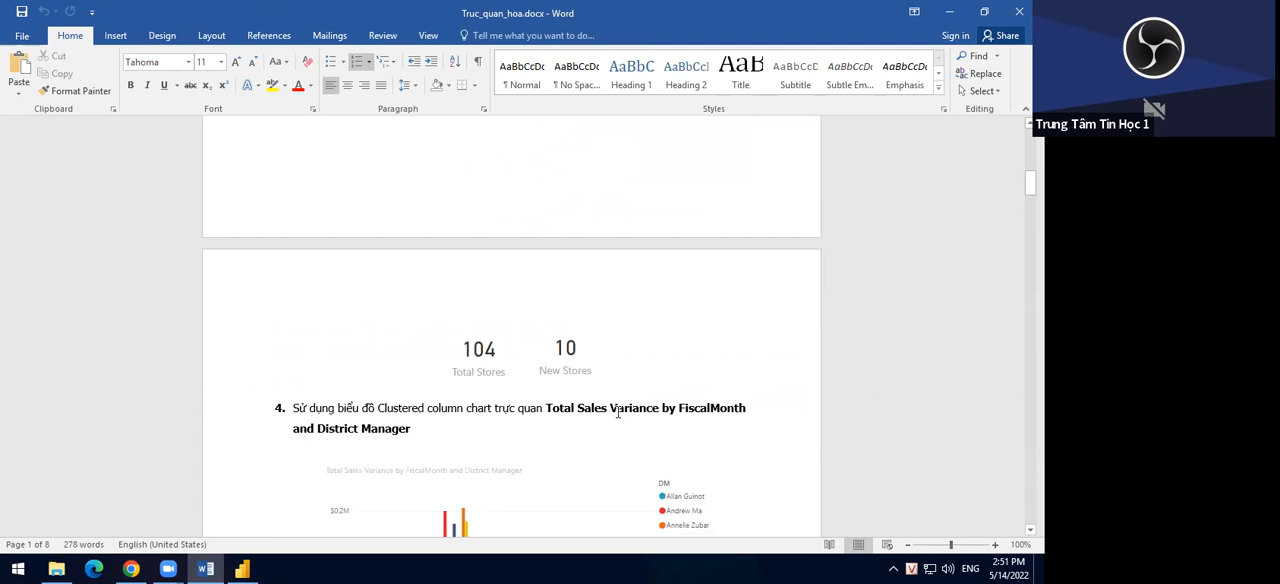 Truc_quan_hoa.docx - Word
File Home Insert Design Layout References Mailings Review View Tell me what you want to do... Sign in Share
Paste Cut Copy Format Painter
Clipboard
Tahoma 11
Font
Paragraph
AaBbCcDc AaBbCcDc AaBbC AaBbCcl AaB AaBbCcD AaBbCcDc AaBbCcDc
¶ Normal ¶ No Spac... Heading 1 Heading 2 Title Subtitle Subtle Em... Emphasis
Styles
Find
Replace
Select
Editing
Trung Tâm Tin Học 1
104
Total Stores
10
New Stores
4. Sử dụng biểu đồ Clustered column chart trực quan Total Sales Variance by FiscalMonth
and District Manager
Total Sales Variance by FiscalMonth and District Manager
DM
Allan Guinot
Andrew Ma
Annelie Zubar
$0.2M
Page 1 of 8 278 words English (United States) 100%
ENG
2:51 PM
5/14/2022